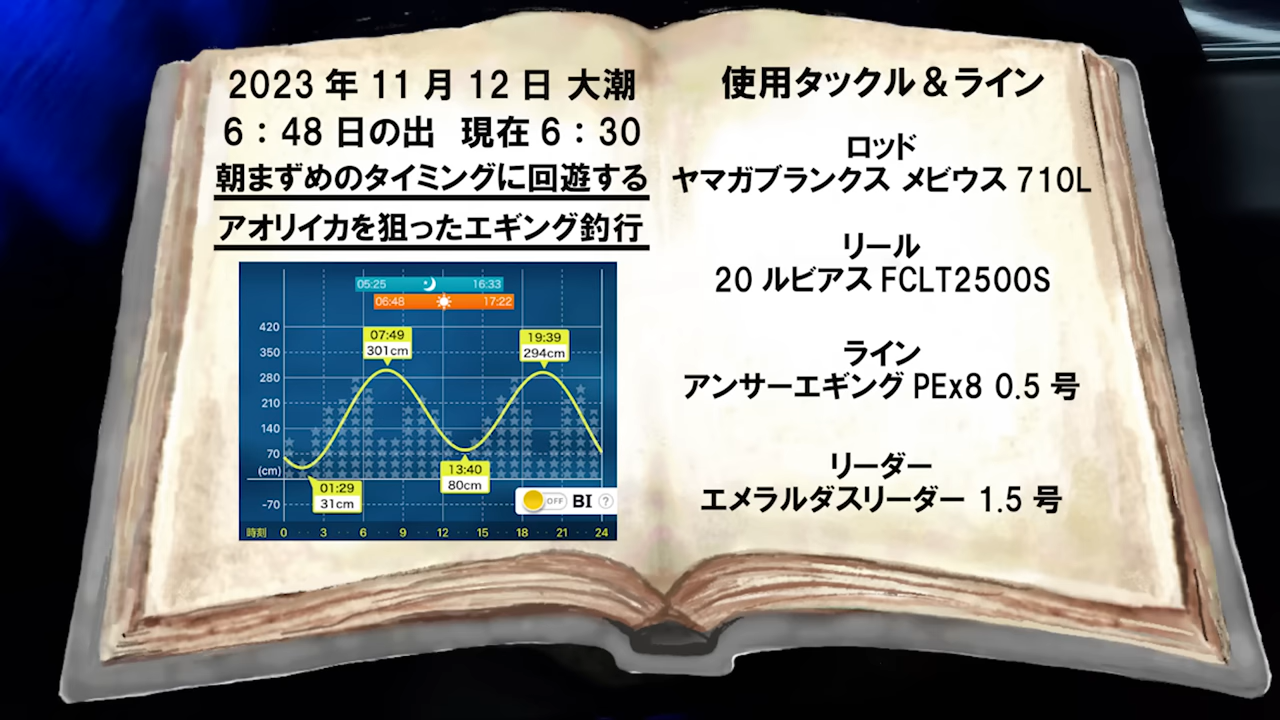 2023年11月12日 大潮
6：48日の出 現在6：30
朝まずめのタイミングに回遊する
アオリイカを狙ったエギング釣行
05:25 16:33
06:48 17:22
420
350
280
210
140
70
(cm)
-70
07:49
301cm
19:39
294cm
13:40
80cm
01:29
31cm
OFF BI ?
時刻 0 3 6 9 12 15 18 21 24
使用タックル＆ライン
ロッド
ヤマガブランクス メビウス 710L
リール
20 ルビアス FCLT2500S
ライン
アンサーエギング PEx8 0.5 号
リーダー
エメラルダスリーダー 1.5 号